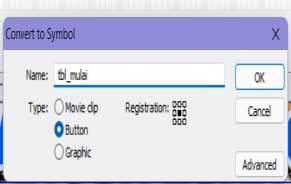 Convert to Symbol X
Name: tbl_mulai OK
Type: Movie clip Registration: Cancel
Button
Graphic
Advanced